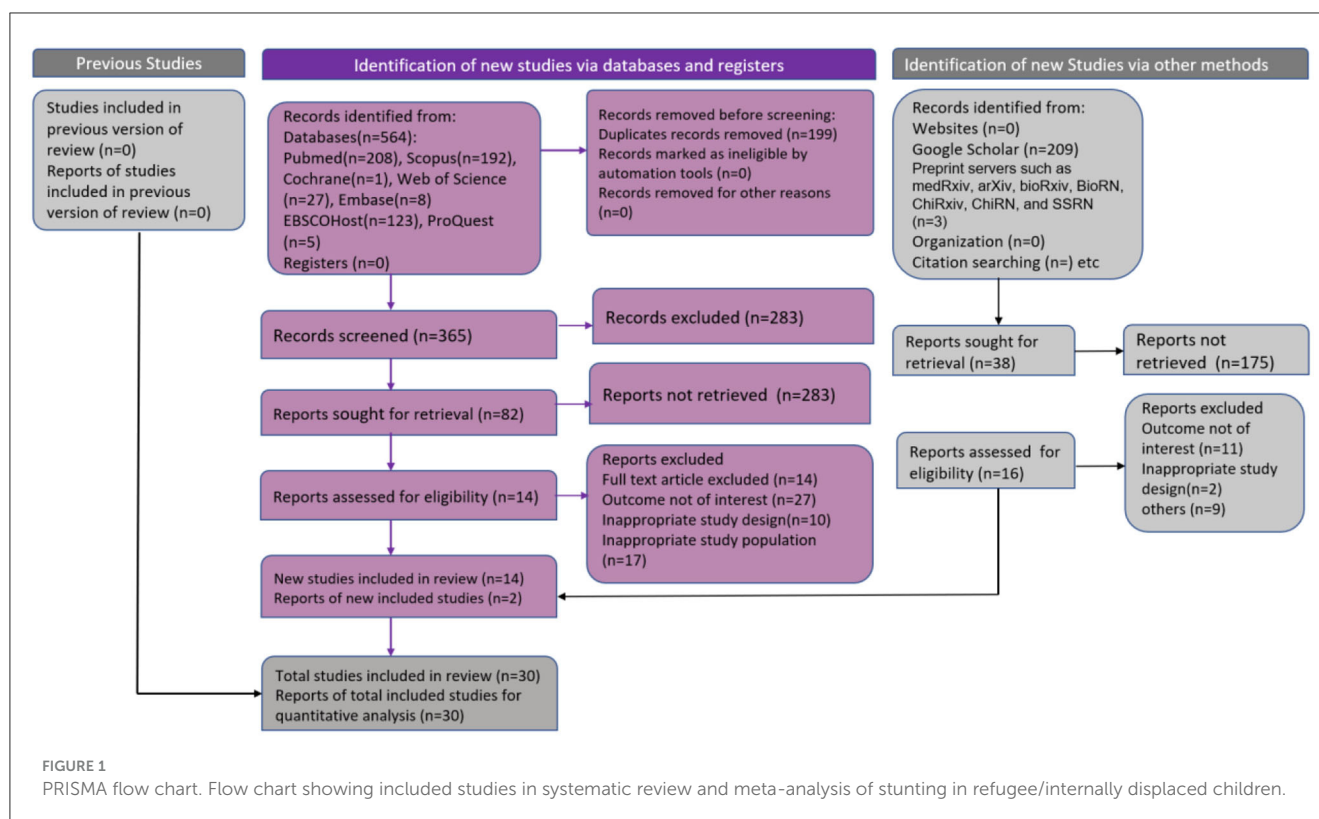 Previous Studies
Studies included in
previous version of
review (n=0)
Reports of studies
included in previous
version of review (n=0)
Identification of new studies via databases and registers
Records identified from:
Databases(n=564):
Pubmed(n=208), Scopus(n=192),
Cochrane(n=1), Web of Science
(n=27), Embase(n=8)
EBSCOHost(n=123), ProQuest
(n=5)
Registers (n=0)
Records removed before screening:
Duplicates records removed (n=199)
Records marked as ineligible by
automation tools (n=0)
Records removed for other reasons
(n=0)
Records screened (n=365)
Records excluded (n=283)
Reports sought for retrieval (n=82)
Reports not retrieved (n=283)
Reports assessed for eligibility (n=14)
Reports excluded
Full text article excluded (n=14)
Outcome not of interest (n=27)
Inappropriate study design(n=10)
Inappropriate study population
(n=17)
New studies included in review (n=14)
Reports of new included studies (n=2)
Total studies included in review (n=30)
Reports of total included studies for
quantitative analysis (n=30)
Identification of new Studies via other methods
Records identified from:
Websites (n=0)
Google Scholar (n=209)
Preprint servers such as
medRxiv, arXiv, bioRxiv, BioRN,
ChiRxiv, ChiRN, and SSRN
(n=3)
Organization (n=0)
Citation searching (n=) etc
Reports sought for
retrieval (n=38)
Reports not
retrieved (n=175)
Reports assessed for
eligibility (n=16)
Reports excluded
Outcome not of
interest (n=11)
Inappropriate study
design(n=2)
others (n=9)
FIGURE 1
PRISMA flow chart. Flow chart showing included studies in systematic review and meta-analysis of stunting in refugee/internally displaced children.